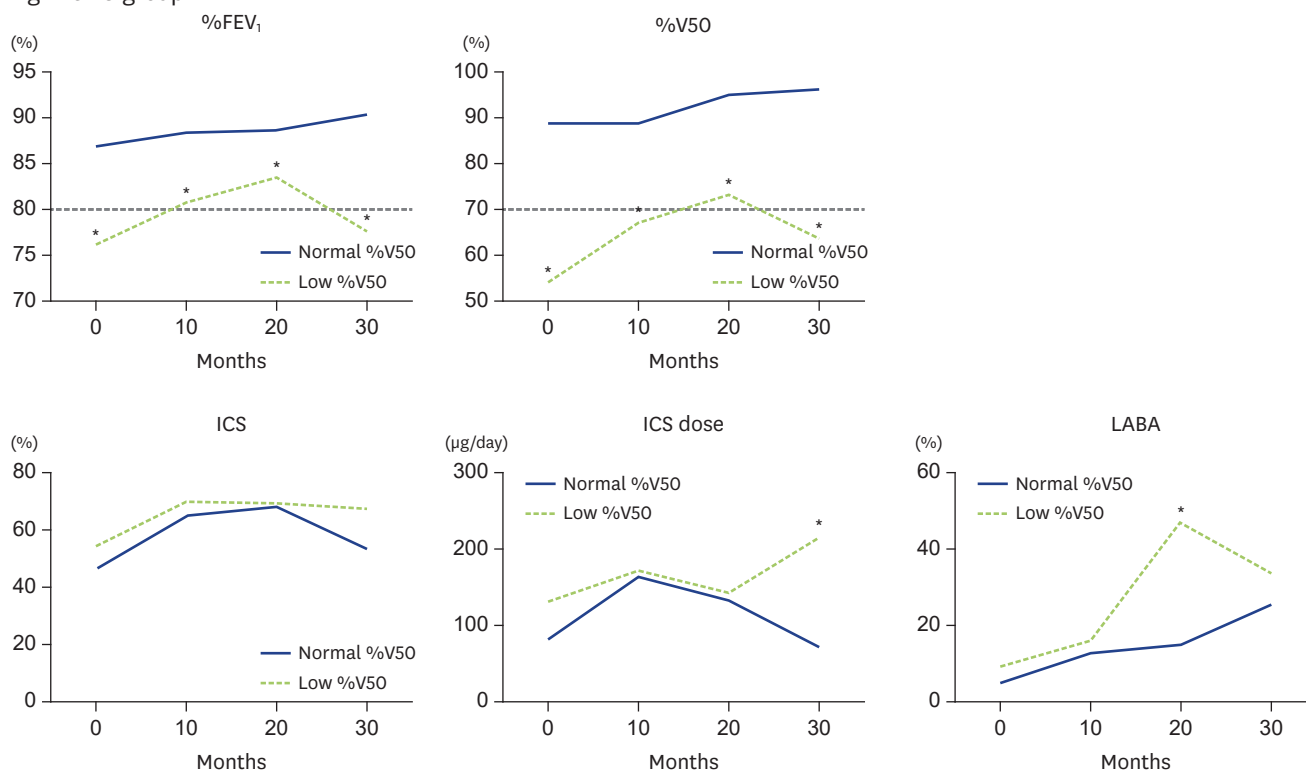 %FEV₁
(%)
95
90
85
80
75
70
*
*
*
*
Normal %V50
Low %V50
0 10 20 30
Months
%V50
(%)
100
90
80
70
60
50
*
*
*
*
Normal %V50
Low %V50
0 10 20 30
Months
ICS
(%)
80
60
40
20
0
Normal %V50
Low %V50
0 10 20 30
Months
ICS dose
(µg/day)
300
200
100
0
Normal %V50
Low %V50
*
0 10 20 30
Months
LABA
(%)
60
40
20
0
Normal %V50
Low %V50
*
0 10 20 30
Months